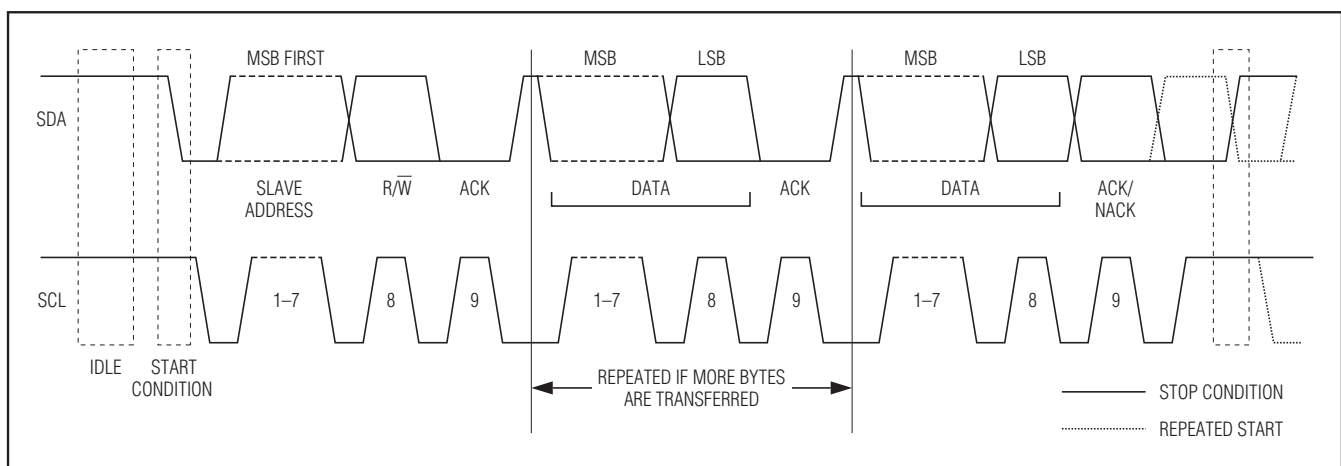 MSB FIRST
MSB
LSB
MSB
LSB
SDA
SLAVE
ADDRESS
R/W̅
ACK
DATA
ACK
DATA
ACK/
NACK
SCL
1–7
8
9
1–7
8
9
1–7
8
9
IDLE
START
CONDITION
REPEATED IF MORE BYTES
ARE TRANSFERRED
STOP CONDITION
REPEATED START